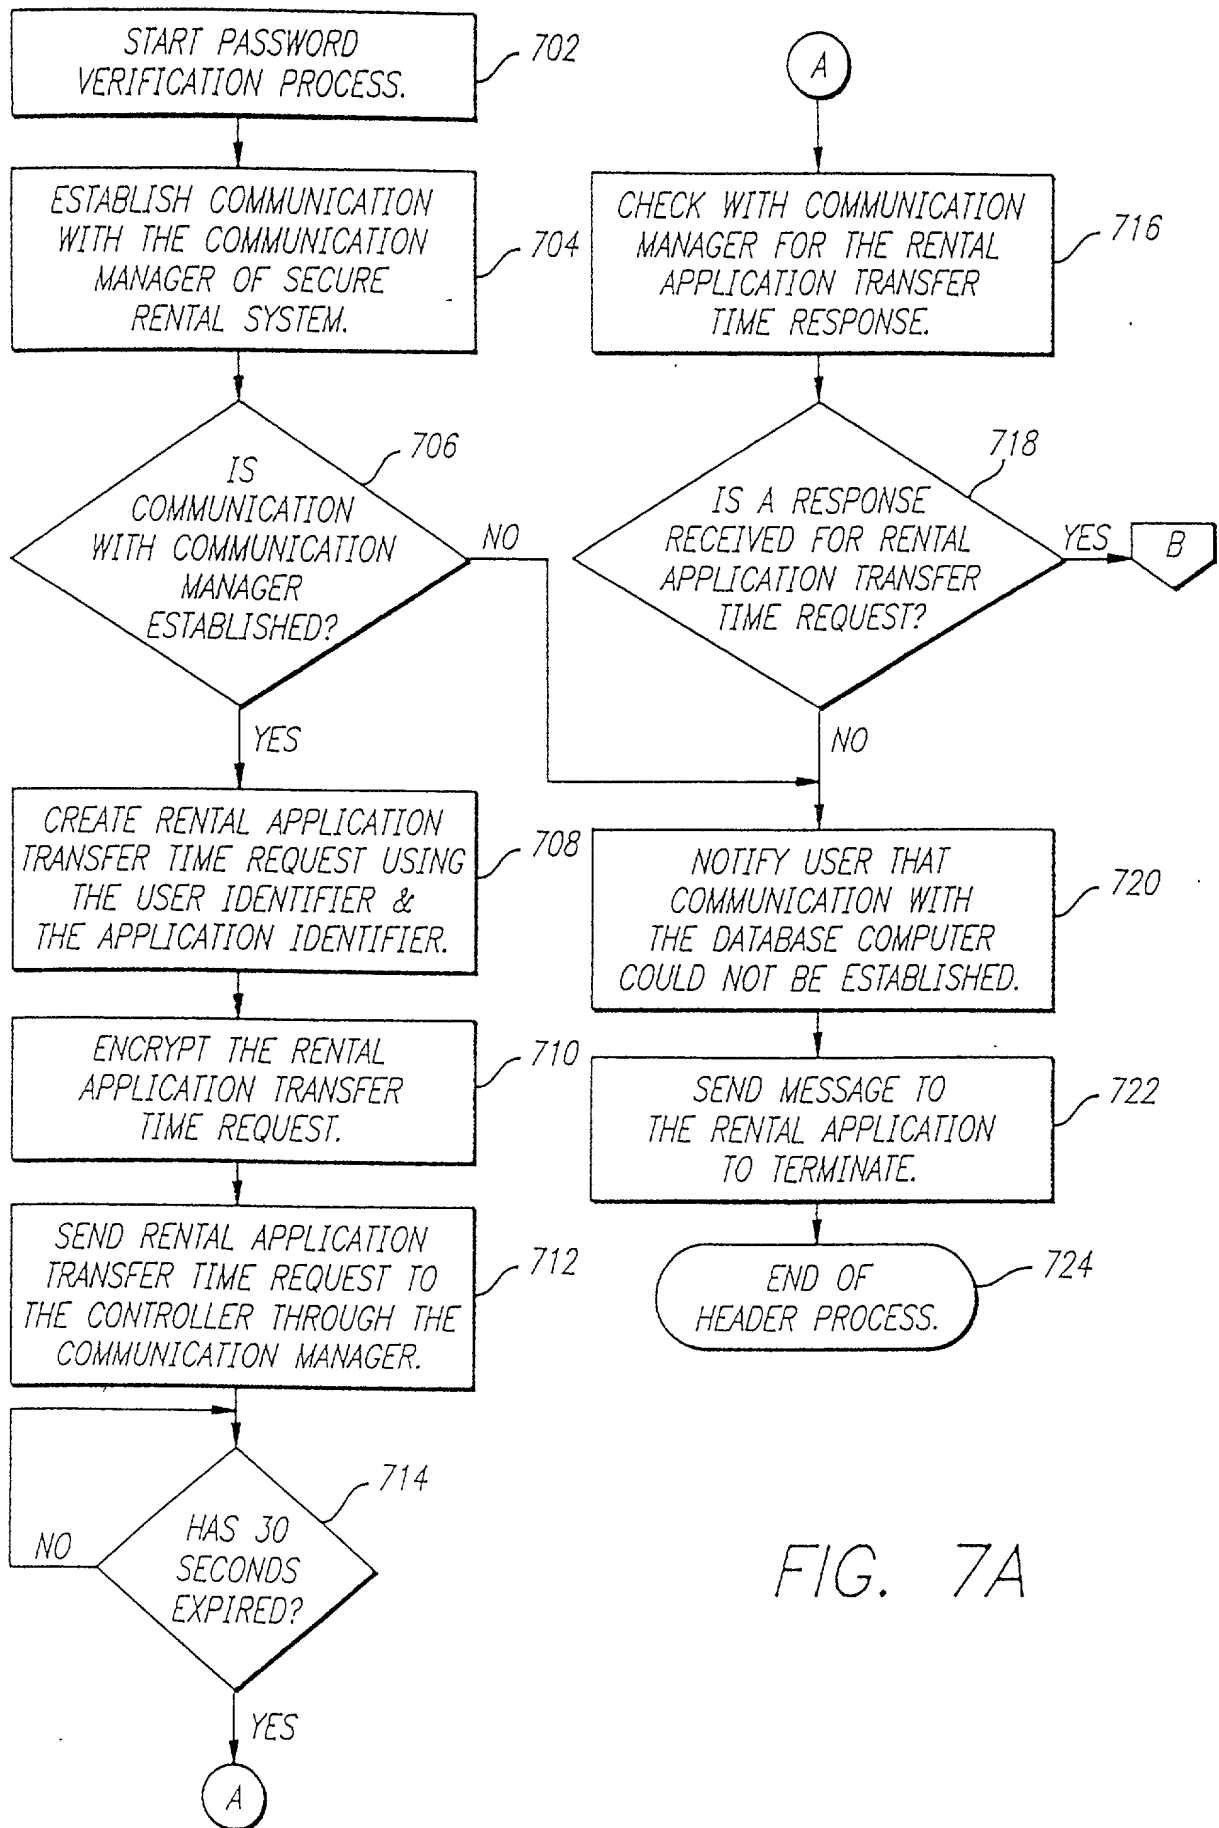 START PASSWORD
VERIFICATION PROCESS.
702
ESTABLISH COMMUNICATION
WITH THE COMMUNICATION
MANAGER OF SECURE
RENTAL SYSTEM.
704
IS
COMMUNICATION
WITH COMMUNICATION
MANAGER
ESTABLISHED?
706
NO
YES
CREATE RENTAL APPLICATION
TRANSFER TIME REQUEST USING
THE USER IDENTIFIER &
THE APPLICATION IDENTIFIER.
708
ENCRYPT THE RENTAL
APPLICATION TRANSFER
TIME REQUEST.
710
SEND RENTAL APPLICATION
TRANSFER TIME REQUEST TO
THE CONTROLLER THROUGH THE
COMMUNICATION MANAGER.
712
HAS 30
SECONDS
EXPIRED?
714
NO
YES
A
A
CHECK WITH COMMUNICATION
MANAGER FOR THE RENTAL
APPLICATION TRANSFER
TIME RESPONSE.
716
IS A RESPONSE
RECEIVED FOR RENTAL
APPLICATION TRANSFER
TIME REQUEST?
718
YES
B
NO
NOTIFY USER THAT
COMMUNICATION WITH
THE DATABASE COMPUTER
COULD NOT BE ESTABLISHED.
720
SEND MESSAGE TO
THE RENTAL APPLICATION
TO TERMINATE.
722
END OF
HEADER PROCESS.
724
FIG. 7A